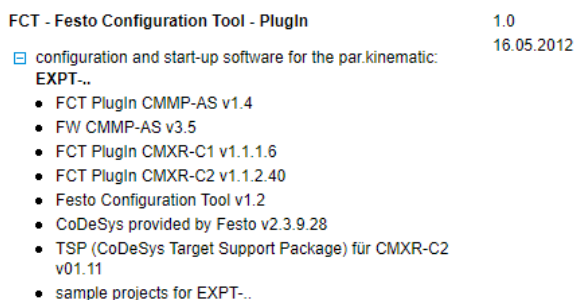 FCT - Festo Configuration Tool - PlugIn
1.0
16.05.2012
configuration and start-up software for the par.kinematic:
EXPT-..
FCT PlugIn CMMP-AS v1.4
FW CMMP-AS v3.5
FCT PlugIn CMXR-C1 v1.1.1.6
FCT PlugIn CMXR-C2 v1.1.2.40
Festo Configuration Tool v1.2
CoDeSys provided by Festo v2.3.9.28
TSP (CoDeSys Target Support Package) für CMXR-C2
v01.11
sample projects for EXPT-..